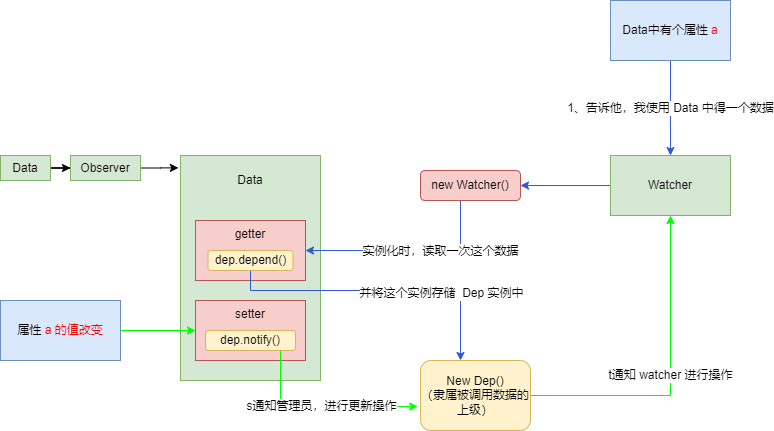 Data中有个属性 a
1、告诉他，我使用 Data 中得一个数据
Data
Observer
Data
new Watcher()
Watcher
getter
dep.depend()
实例化时，读取一次这个数据
并将这个实例存储 Dep 实例中
属性 a 的值改变
setter
dep.notify()
New Dep()
（隶属被调用数据的
上级）
t通知 watcher 进行操作
s通知管理员，进行更新操作